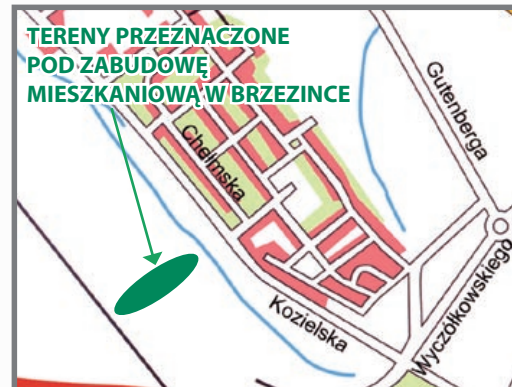 TERENY PRZEZNACZONE
POD ZABUDOWĘ
MIESZKANIOWĄ W BRZEZINCE
Gutenberga
Chełmska
Kozielska
Wyczółkowskiego